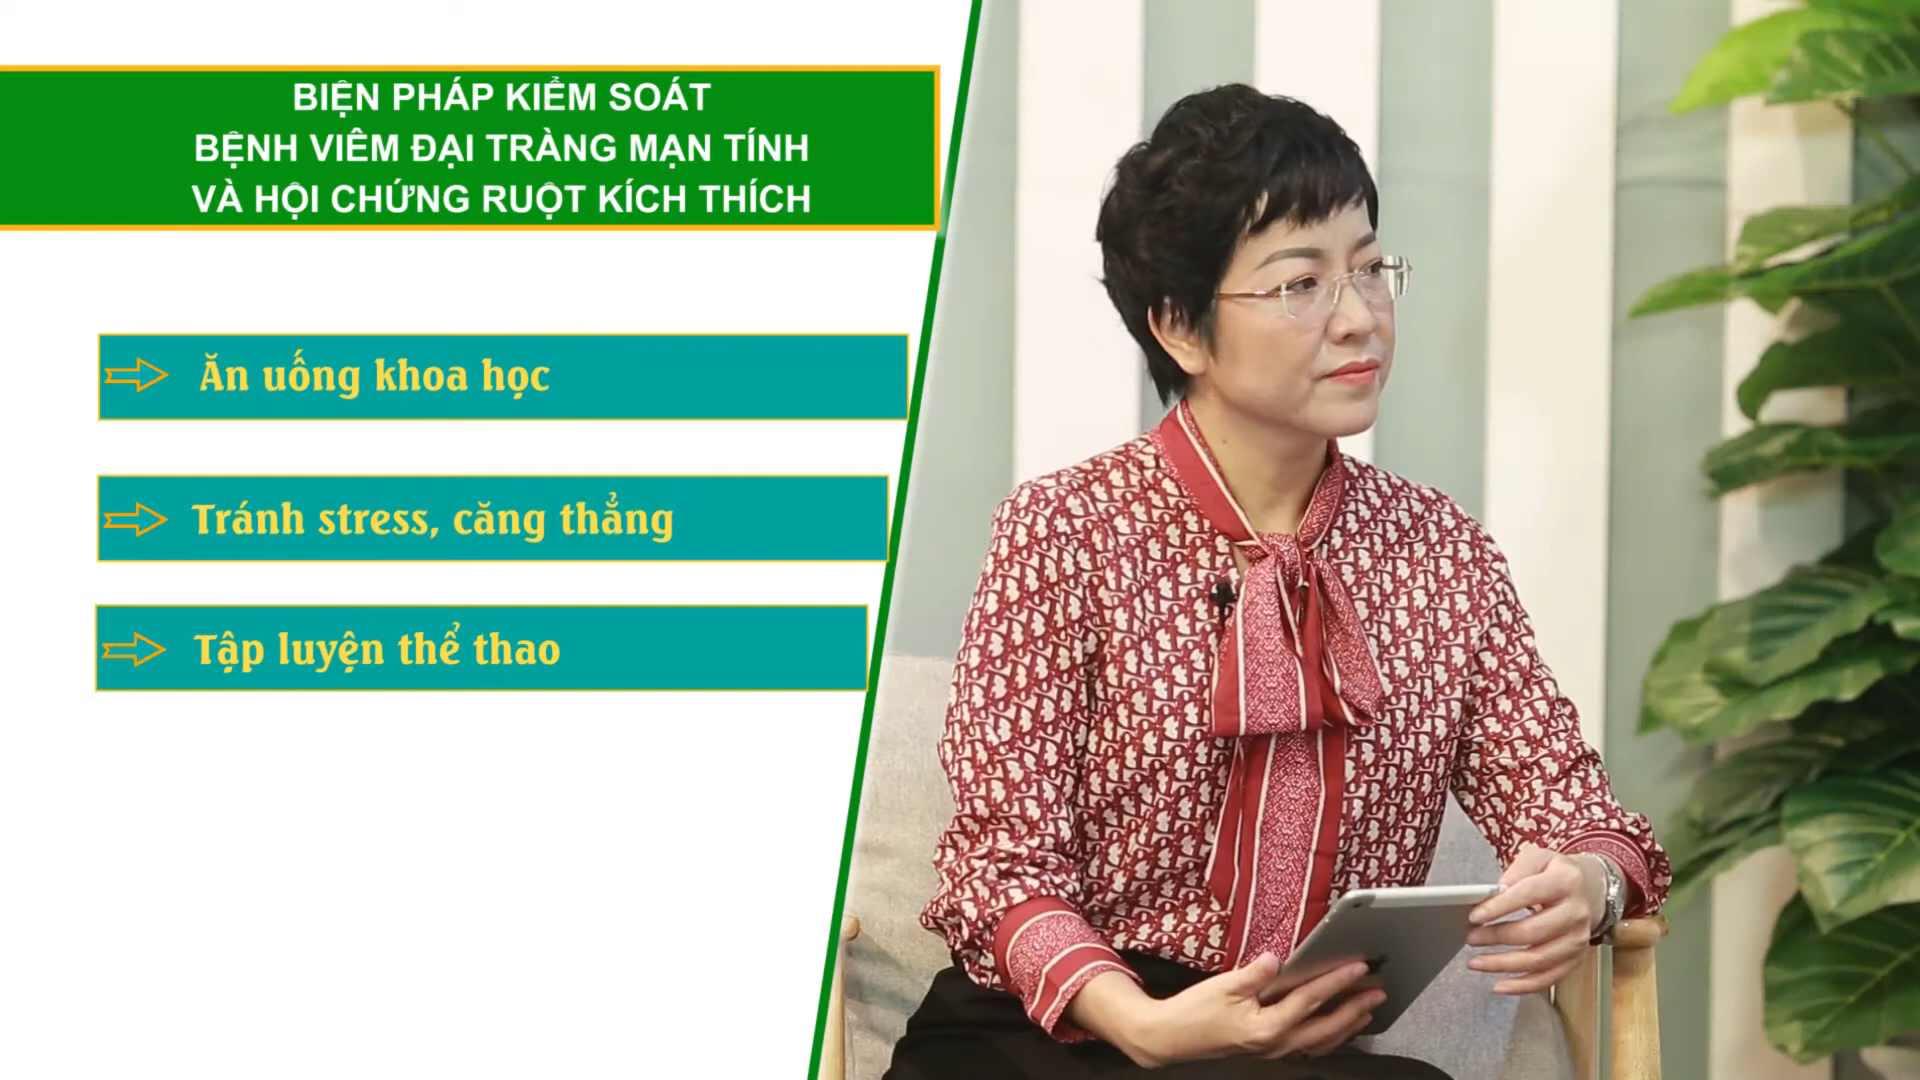 BIỆN PHÁP KIỂM SOÁT
BỆNH VIÊM ĐẠI TRÀNG MẠN TÍNH
VÀ HỘI CHỨNG RUỘT KÍCH THÍCH
Ăn uống khoa học
Tránh stress, căng thẳng
Tập luyện thể thao